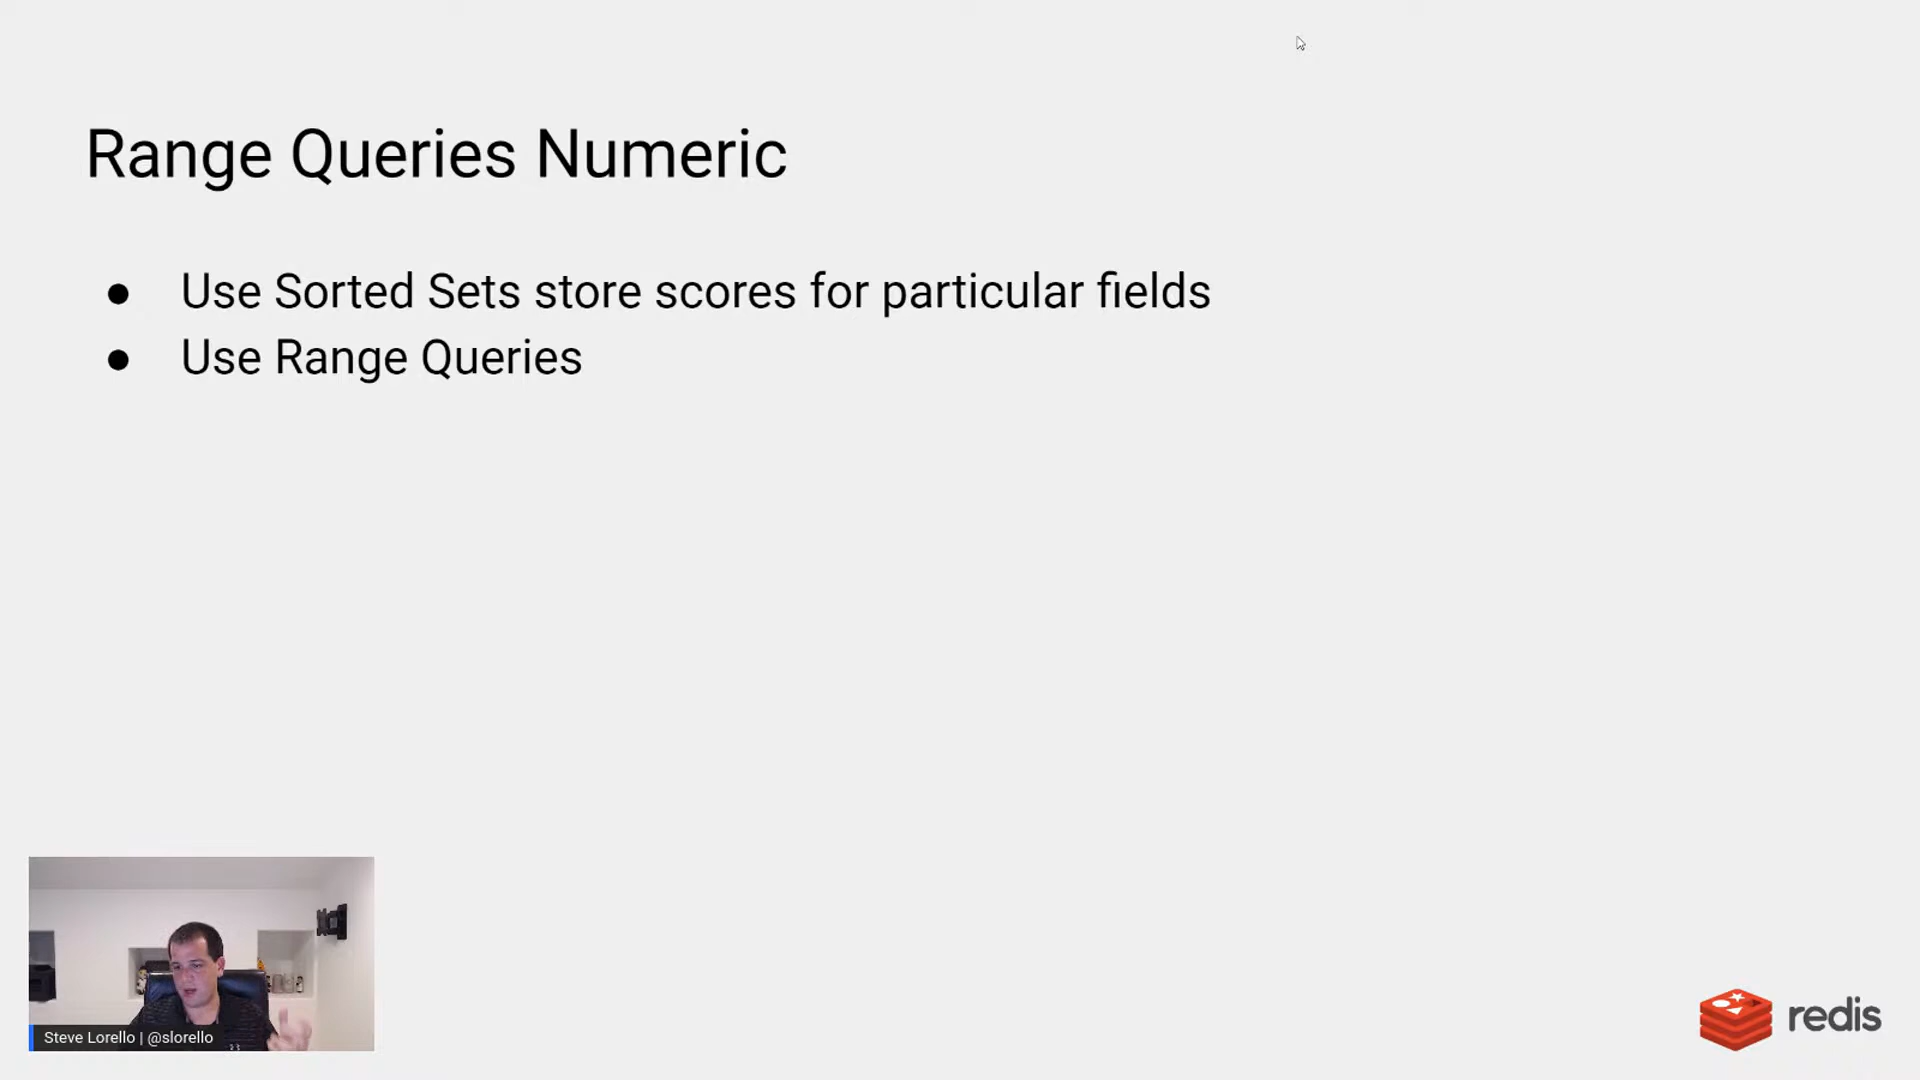 Range Queries Numeric
● Use Sorted Sets store scores for particular fields
● Use Range Queries
Steve Lorello | @slorello
redis